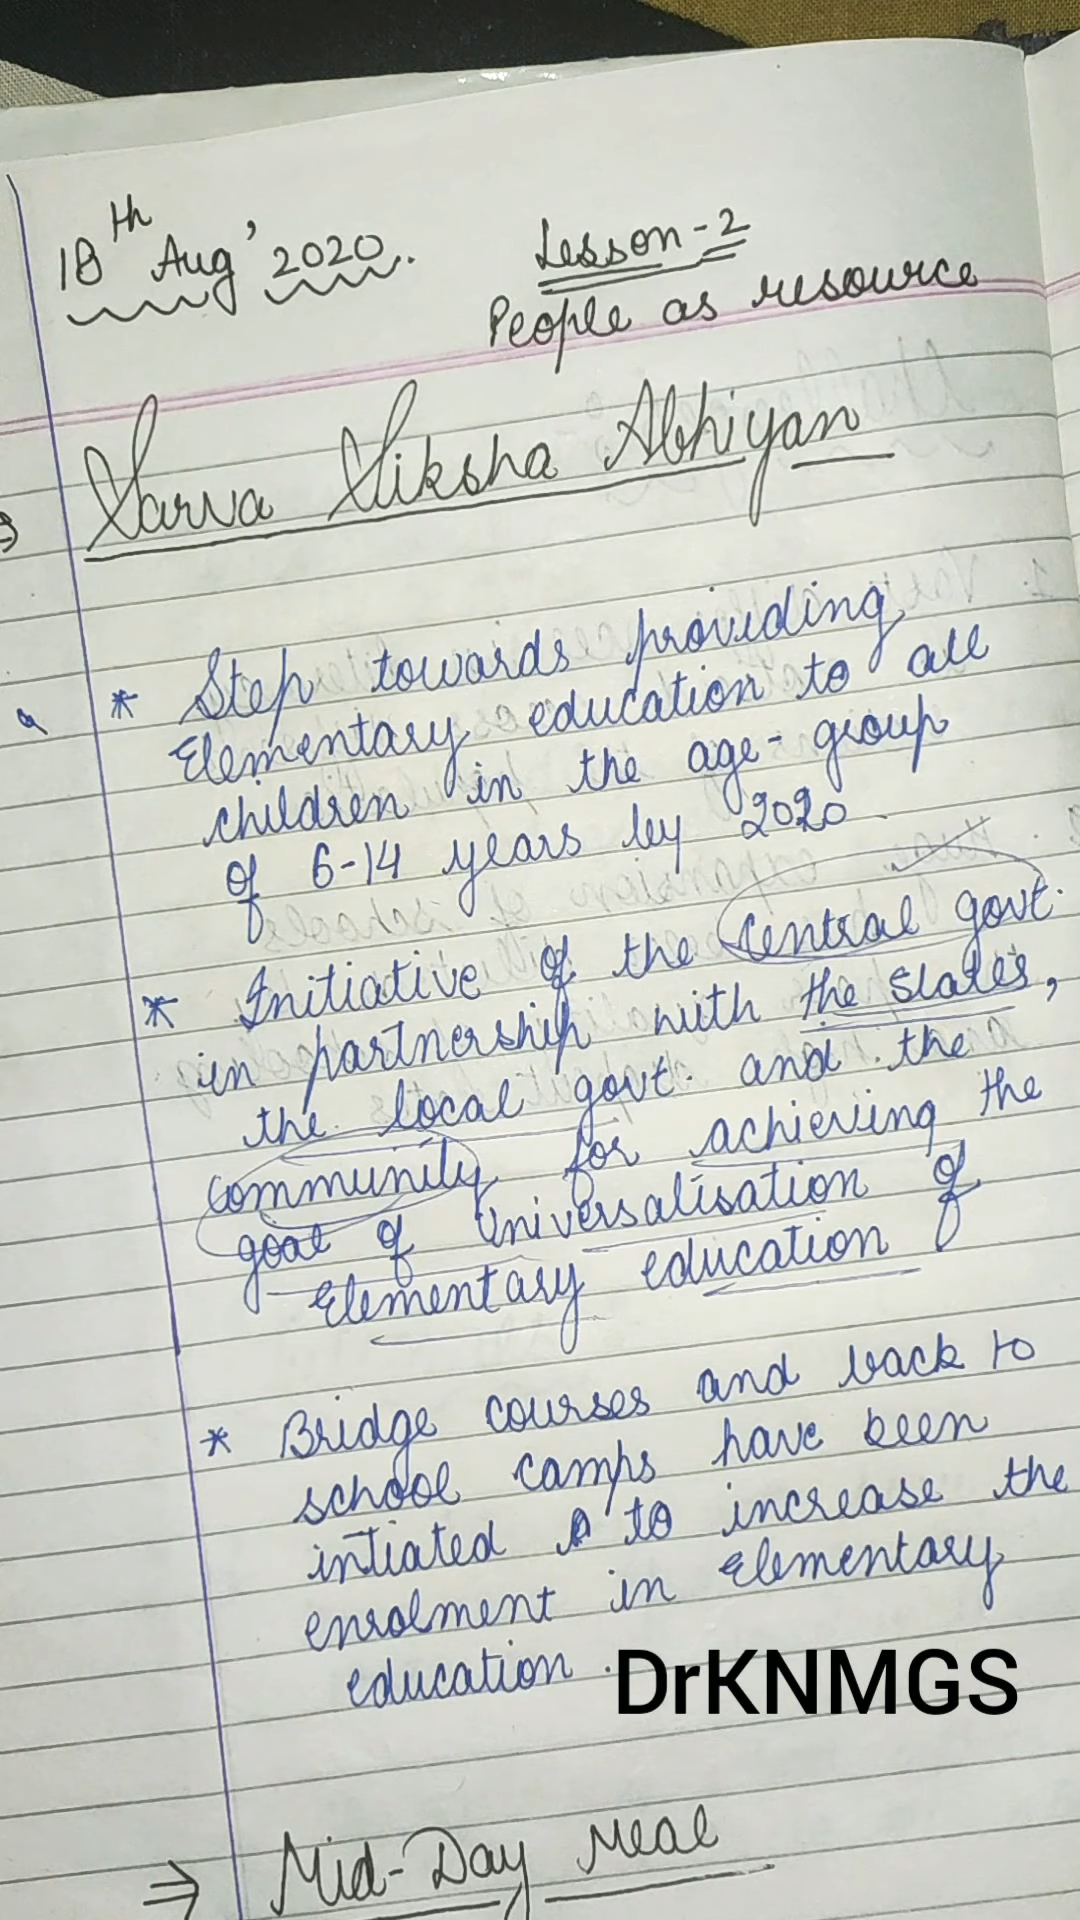 18th Aug' 2020.
Lesson-2
People as resource
⇒ Sarva Siksha Abhiyan
* Step towards providing
Elementary education to all
children in the age-group
of 6-14 years by 2020
* Initiative of the Central govt.
in partnership with the States,
the local govt. and the
community for achieving the
goal of Universalisation of
Elementary education
* Bridge courses and back to
school camps have been
intiated to increase the
enrolment in Elementary
education.
DrKNMGS
⇒ Mid-Day Meal